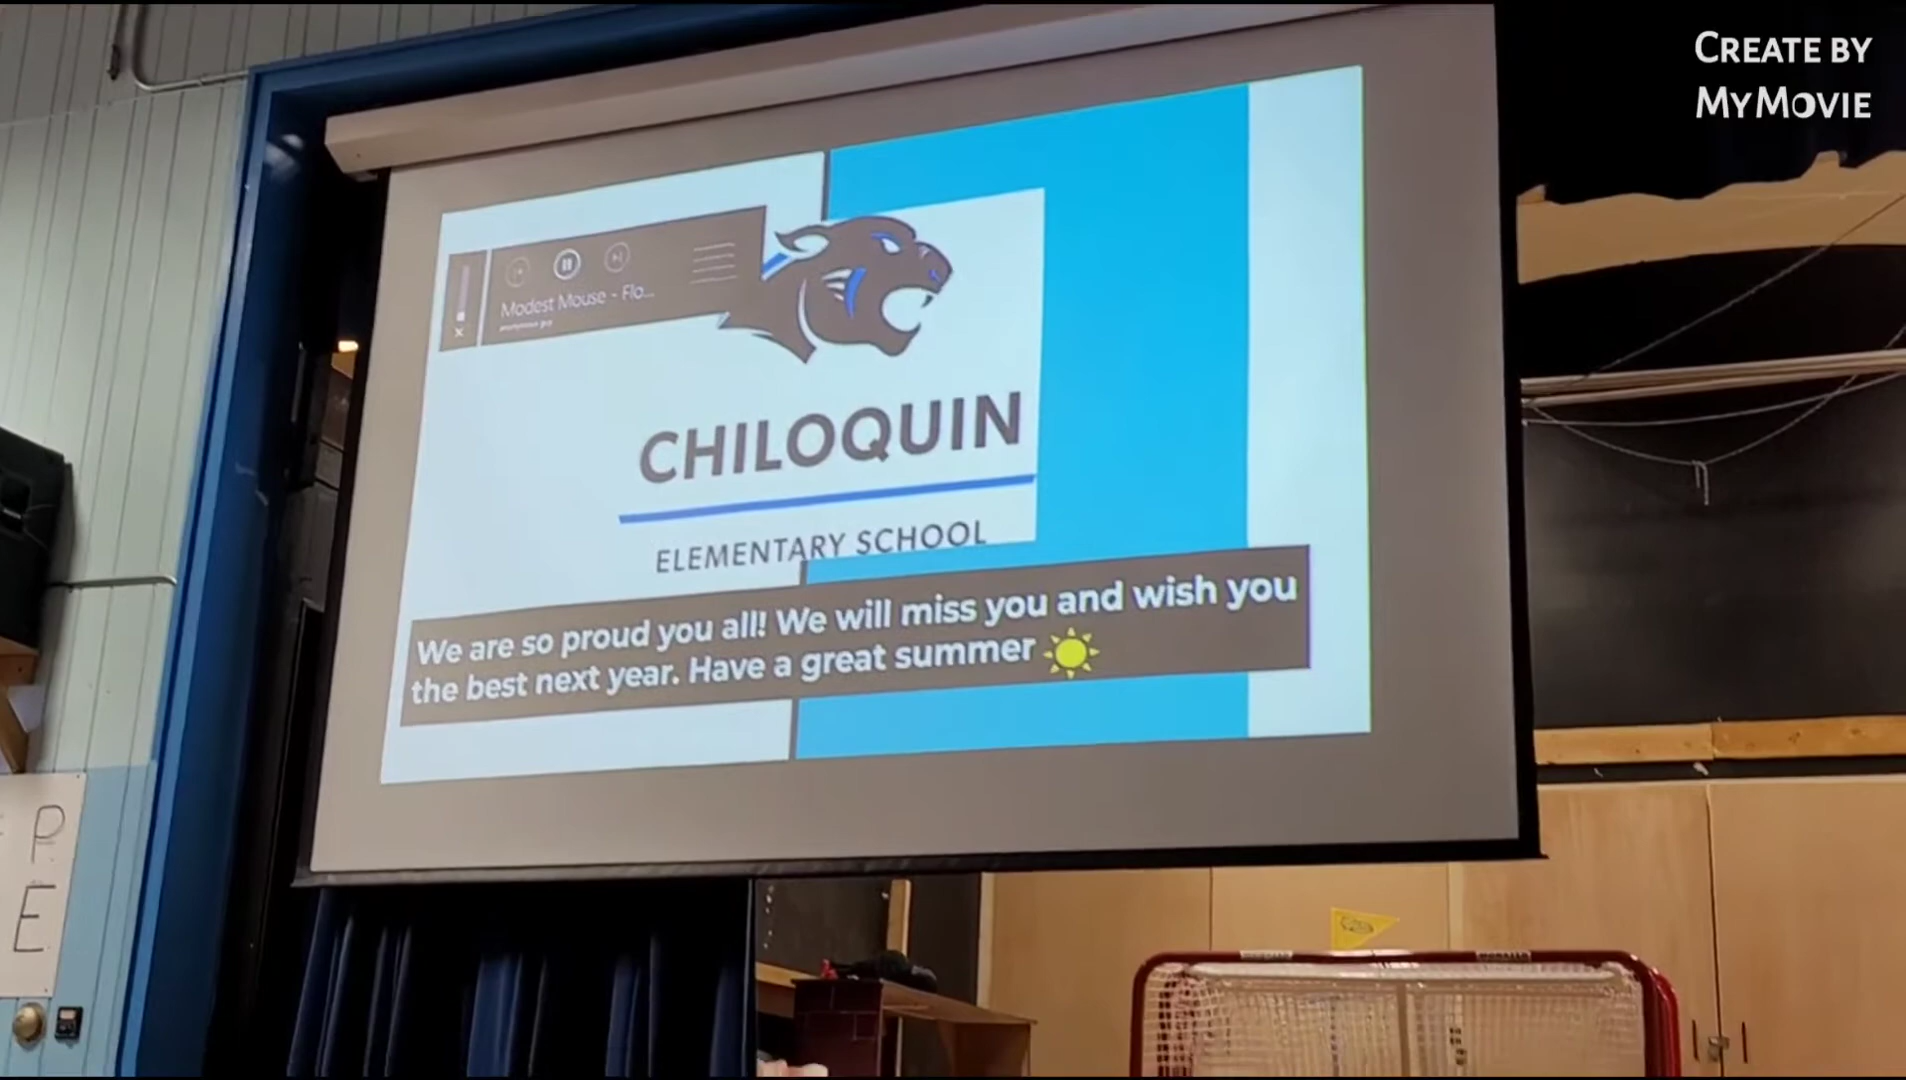 CREATE BY
MYMOVIE
Modest Mouse - Flo...
CHILOQUIN
ELEMENTARY SCHOOL
We are so proud you all! We will miss you and wish you
the best next year. Have a great summer
P
E